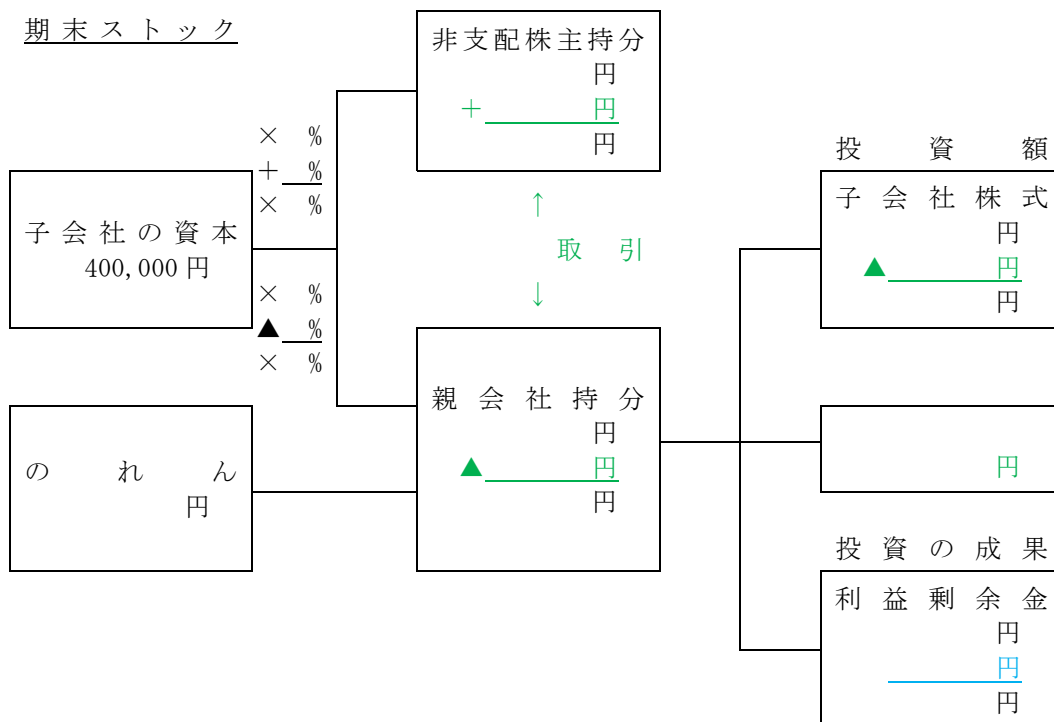 期末ストック
非支配株主持分
円
＋ 円
円
× %
＋ %
× %
子会社の資本
400,000 円
× %
▲ %
× %
↑
取引
↓
投資額
子会社株式
円
▲ 円
円
のれん
円
親会社持分
円
▲ 円
円
円
投資の成果
利益剰余金
円
円
円